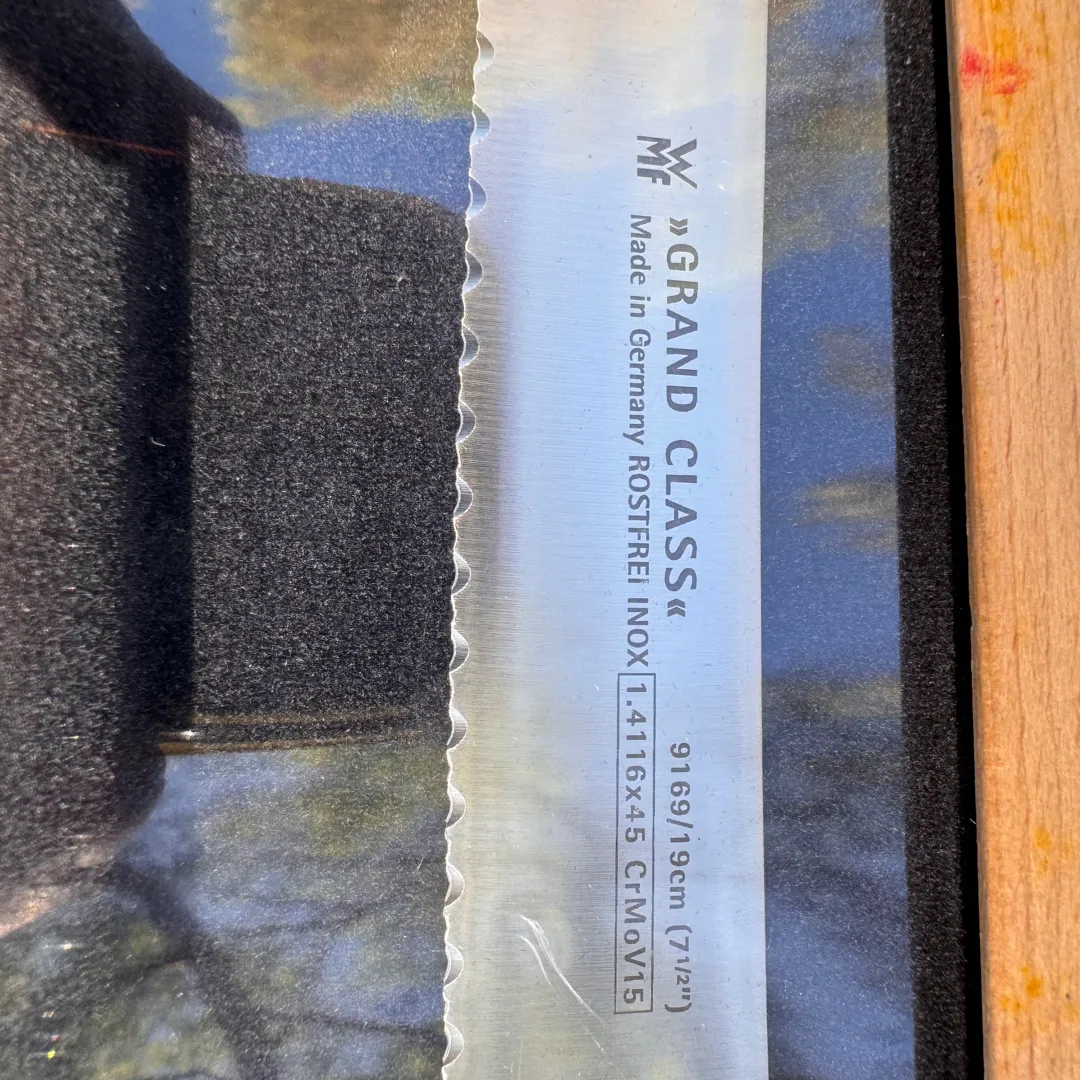 WMF
»GRAND CLASS« 9169/19cm (7 1/2")
Made in Germany ROSTFREi INOX 1.4116x45 CrMoV15